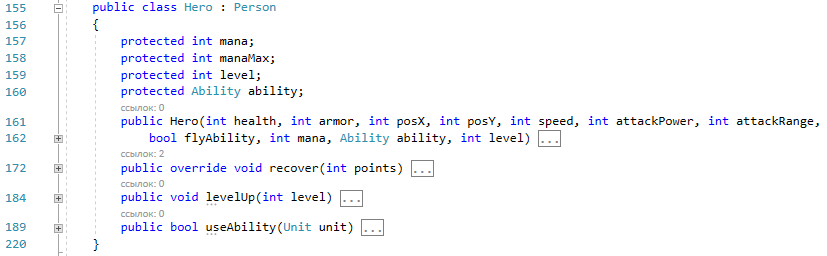 155 public class Hero : Person
156 {
157 protected int mana;
158 protected int manaMax;
159 protected int level;
160 protected Ability ability;
ссылок: 0
161 public Hero(int health, int armor, int posX, int posY, int speed, int attackPower, int attackRange,
162 bool flyAbility, int mana, Ability ability, int level) ...
ссылок: 2
172 public override void recover(int points) ...
ссылок: 0
184 public void levelUp(int level) ...
ссылок: 0
189 public bool useAbility(Unit unit) ...
220 }